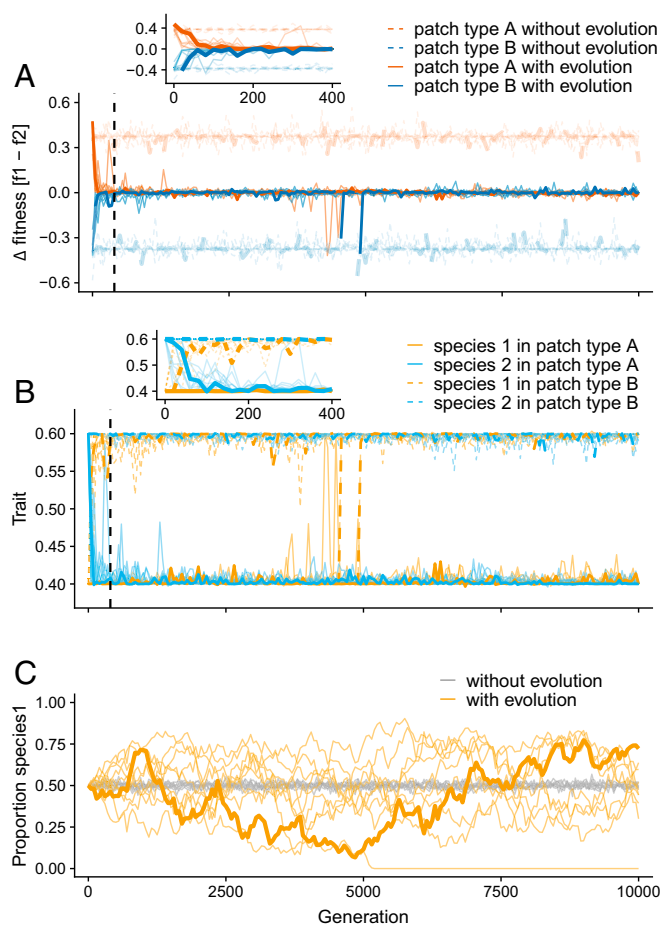 0.4
0.0
−0.4
0 200 400
patch type A without evolution
patch type B without evolution
patch type A with evolution
patch type B with evolution
A
Δ fitness [f1 − f2]
0.6
0.3
0.0
−0.3
−0.6
0.6
0.5
0.4
0 200 400
species 1 in patch type A
species 2 in patch type A
species 1 in patch type B
species 2 in patch type B
B
Trait
0.60
0.55
0.50
0.45
0.40
C
without evolution
with evolution
Proportion species1
1.00
0.75
0.50
0.25
0.00
0 2500 5000 7500 10000
Generation